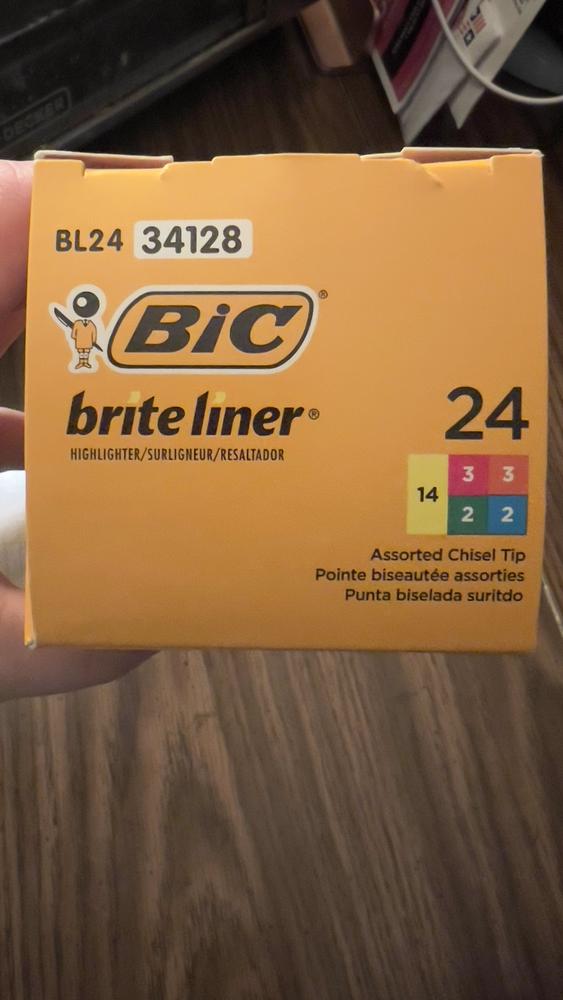 DECKER
BL24 34128
BiC®
brite liner®
HIGHLIGHTER/SURLIGNEUR/RESALTADOR
24
14 3 3
2 2
Assorted Chisel Tip
Pointe biseautée assorties
Punta biselada suritdo